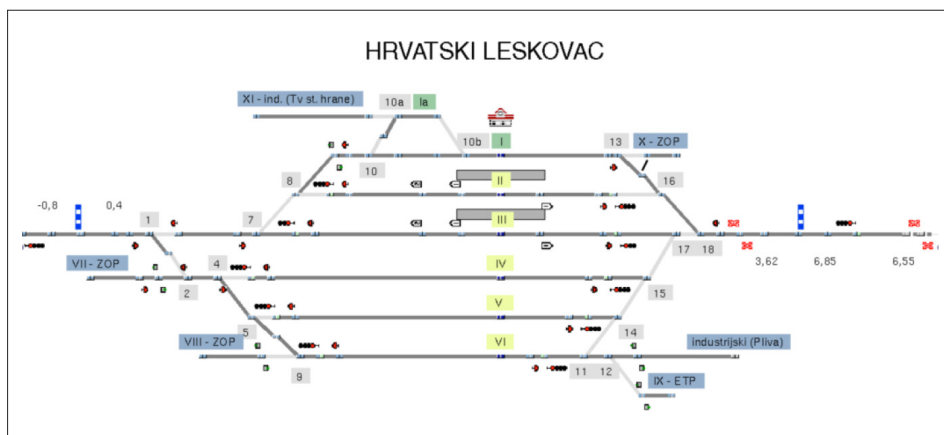 HRVATSKI LESKOVAC
XI - ind. (Tv st. hrane)
10a
Ia
10b
I
13
X - ZOP
10
8
II
16
-0,8
0,4
1
7
III
17
18
3,62
6,85
6,55
VII - ZOP
2
4
IV
15
V
5
14
VIII - ZOP
VI
industrijski (Pliva)
9
11
12
IX - ETP